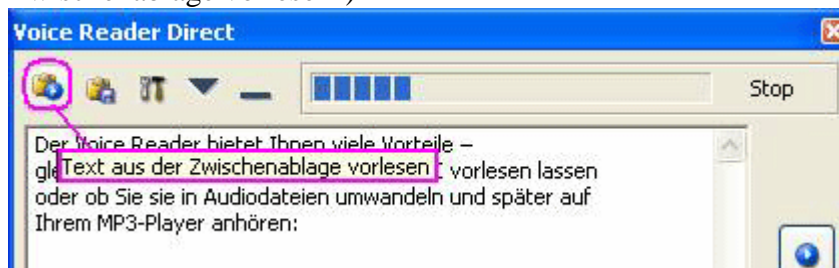 Voice Reader Direct
Stop
Der Voice Reader bietet Ihnen viele Vorteile –
Text aus der Zwischenablage vorlesen
gl vorlesen lassen
oder ob Sie sie in Audiodateien umwandeln und später auf
Ihrem MP3-Player anhören: